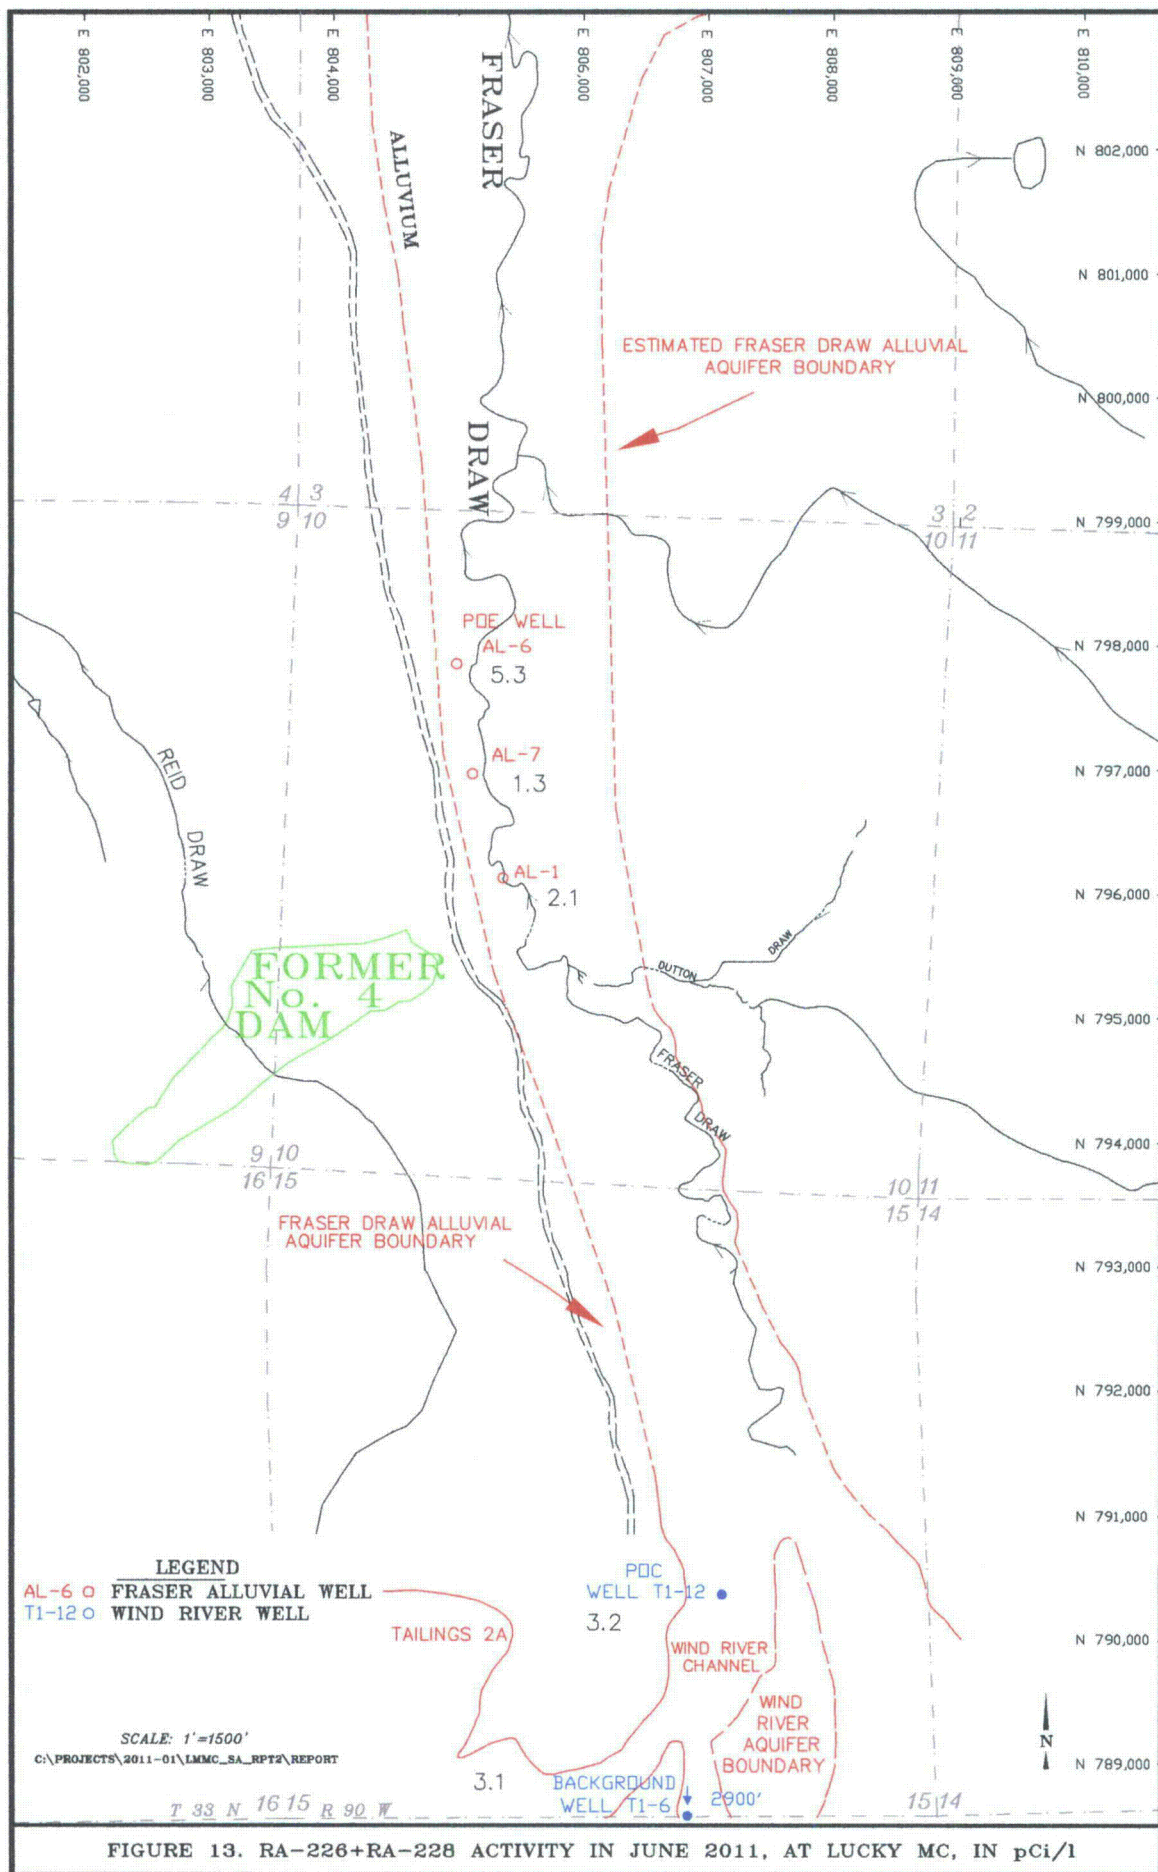 E 802,000
E 803,000
E 804,000
E 806,000
E 807,000
E 808,000
E 809,000
E 810,000
FRASER
DRAW
ALLUVIUM
N 802,000
N 801,000
ESTIMATED FRASER DRAW ALLUVIAL
AQUIFER BOUNDARY
N 800,000
4 3
9 10
3 2
10 11
N 799,000
POE WELL
AL-6
5.3
N 798,000
REID
DRAW
AL-7
1.3
N 797,000
AL-1
2.1
N 796,000
DUTTON
DRAW
FORMER
No. 4
DAM
N 795,000
FRASER
DRAW
N 794,000
9 10
16 15
10 11
15 14
FRASER DRAW ALLUVIAL
AQUIFER BOUNDARY
N 793,000
N 792,000
N 791,000
LEGEND
AL-6 FRASER ALLUVIAL WELL
T1-12 WIND RIVER WELL
POC
WELL T1-12
3.2
TAILINGS 2A
N 790,000
WIND RIVER
CHANNEL
WIND
RIVER
AQUIFER
BOUNDARY
SCALE: 1'=1500'
C:\PROJECTS\2011-01\LMMC_SA_RPT2\REPORT
N
N 789,000
3.1
BACKGROUND
WELL T1-6
2900'
T 33 N 16 15 R 90 W
15 14
FIGURE 13. RA-226+RA-228 ACTIVITY IN JUNE 2011, AT LUCKY MC, IN pCi/l